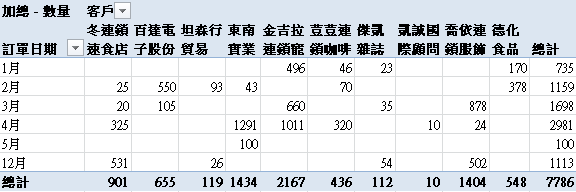 加總 - 數量 客戶
冬連鎖 百達電 坦森行 東南 金吉拉 荳荳連 傑凱 凱誠國 喬依連 德化
訂單日期 速食店 子股份 貿易 實業 連鎖寵 鎖咖啡 雜誌 際顧問 鎖服飾 食品 總計
1月 496 46 23 170 735
2月 25 550 93 43 70 378 1159
3月 20 105 660 35 878 1698
4月 325 1291 1011 320 10 24 2981
5月 100 100
12月 531 26 54 502 1113
總計 901 655 119 1434 2167 436 112 10 1404 548 7786